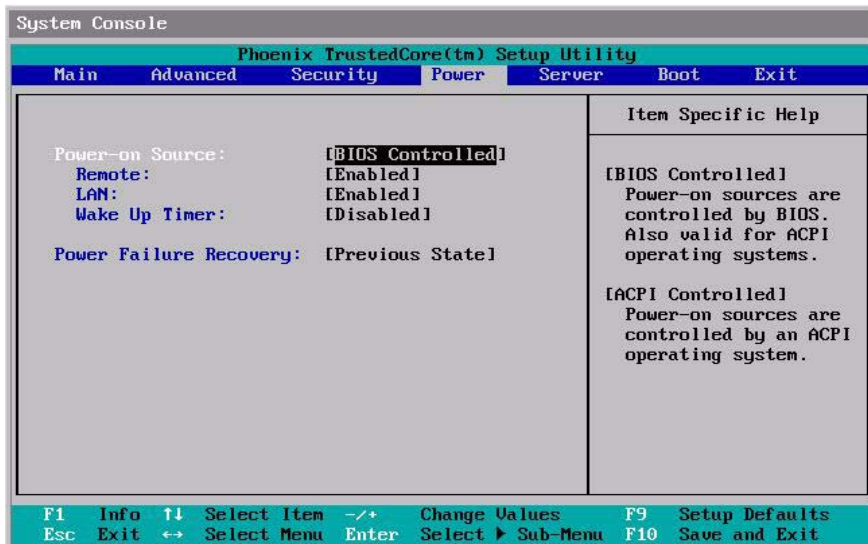 System Console
Phoenix TrustedCore(tm) Setup Utility
Main Advanced Security Power Server Boot Exit
Item Specific Help
Power-on Source: [BIOS Controlled]
Remote: [Enabled]
LAN: [Enabled]
Wake Up Timer: [Disabled]
Power Failure Recovery: [Previous State]
[BIOS Controlled]
Power-on sources are
controlled by BIOS.
Also valid for ACPI
operating systems.
[ACPI Controlled]
Power-on sources are
controlled by an ACPI
operating system.
F1 Info ↑↓ Select Item -/+ Change Values F9 Setup Defaults
Esc Exit ↔ Select Menu Enter Select ▶ Sub-Menu F10 Save and Exit